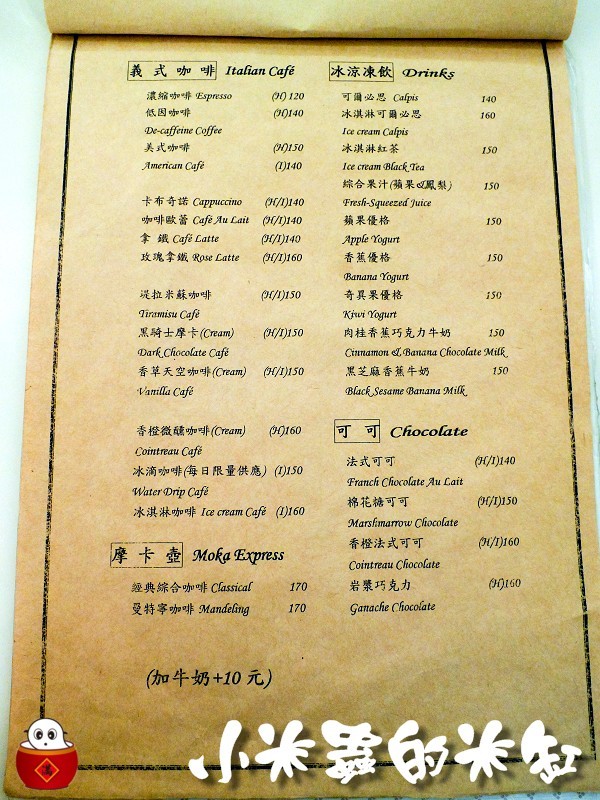 義式咖啡 Italian Café
濃縮咖啡 Espresso (H) 120
低因咖啡 (H)140
De-caffeine Coffee
美式咖啡 (H)150
American Café (I)140
卡布奇諾 Cappuccino (H/I)140
咖啡歐蕾 Café Au Lait (H/I)140
拿 鐵 Café Latte (H/I)140
玫瑰拿鐵 Rose Latte (H/I)160
堤拉米蘇咖啡 (H/I)150
Tiramisu Café
黑騎士摩卡(Cream) (H/I)150
Dark Chocolate Café
香草天空咖啡(Cream) (H/I)150
Vanilla Café
香橙微醺咖啡(Cream) (H)160
Cointreau Café
冰滴咖啡(每日限量供應) (I)150
Water Drip Café
冰淇淋咖啡 Ice cream Café (I)160
摩卡壺 Moka Express
經典綜合咖啡 Classical 170
曼特寧咖啡 Mandeling 170
(加牛奶+10元)
冰涼凍飲 Drinks
可爾必思 Calpis 140
冰淇淋可爾必思 160
Ice cream Calpis
冰淇淋紅茶 150
Ice cream Black Tea
綜合果汁(蘋果&鳳梨) 150
Fresh-Squeezed Juice
蘋果優格 150
Apple Yogurt
香蕉優格 150
Banana Yogurt
奇異果優格 150
Kiwi Yogurt
肉桂香蕉巧克力牛奶 150
Cinnamon & Banana Chocolate Milk
黑芝麻香蕉牛奶 150
Black Sesame Banana Milk
可可 Chocolate
法式可可 (H/I)140
Franch Chocolate Au Lait
棉花糖可可 (H/I)150
Marshmarrow Chocolate
香橙法式可可 (H/I)160
Cointreau Chocolate
岩漿巧克力 (H)160
Ganache Chocolate
小米蟲的米缸